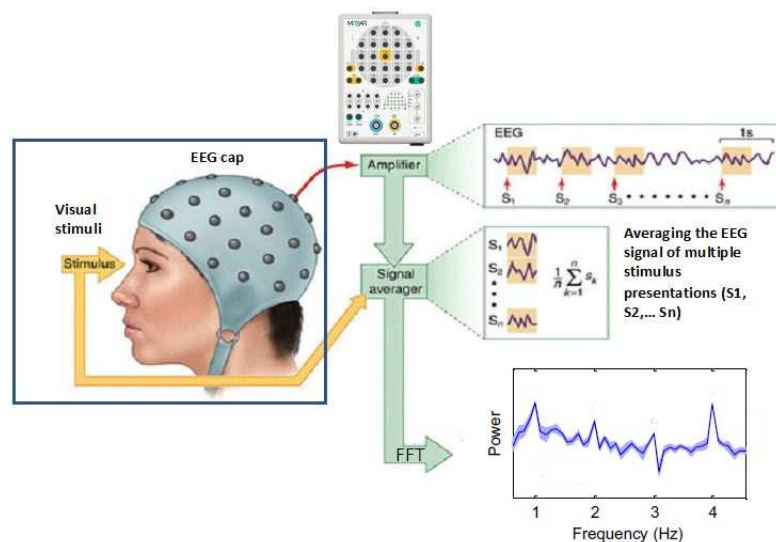 MITSAR
EEG cap
Visual
stimuli
Stimulus
Amplifier
EEG
1s
S1 S2 S3 Sn
Signal
averager
S1
S2
Sn
1/n n∑k=1 sk
Averaging the EEG
signal of multiple
stimulus
presentations (S1,
S2,... Sn)
FFT
Power
1 2 3 4
Frequency (Hz)